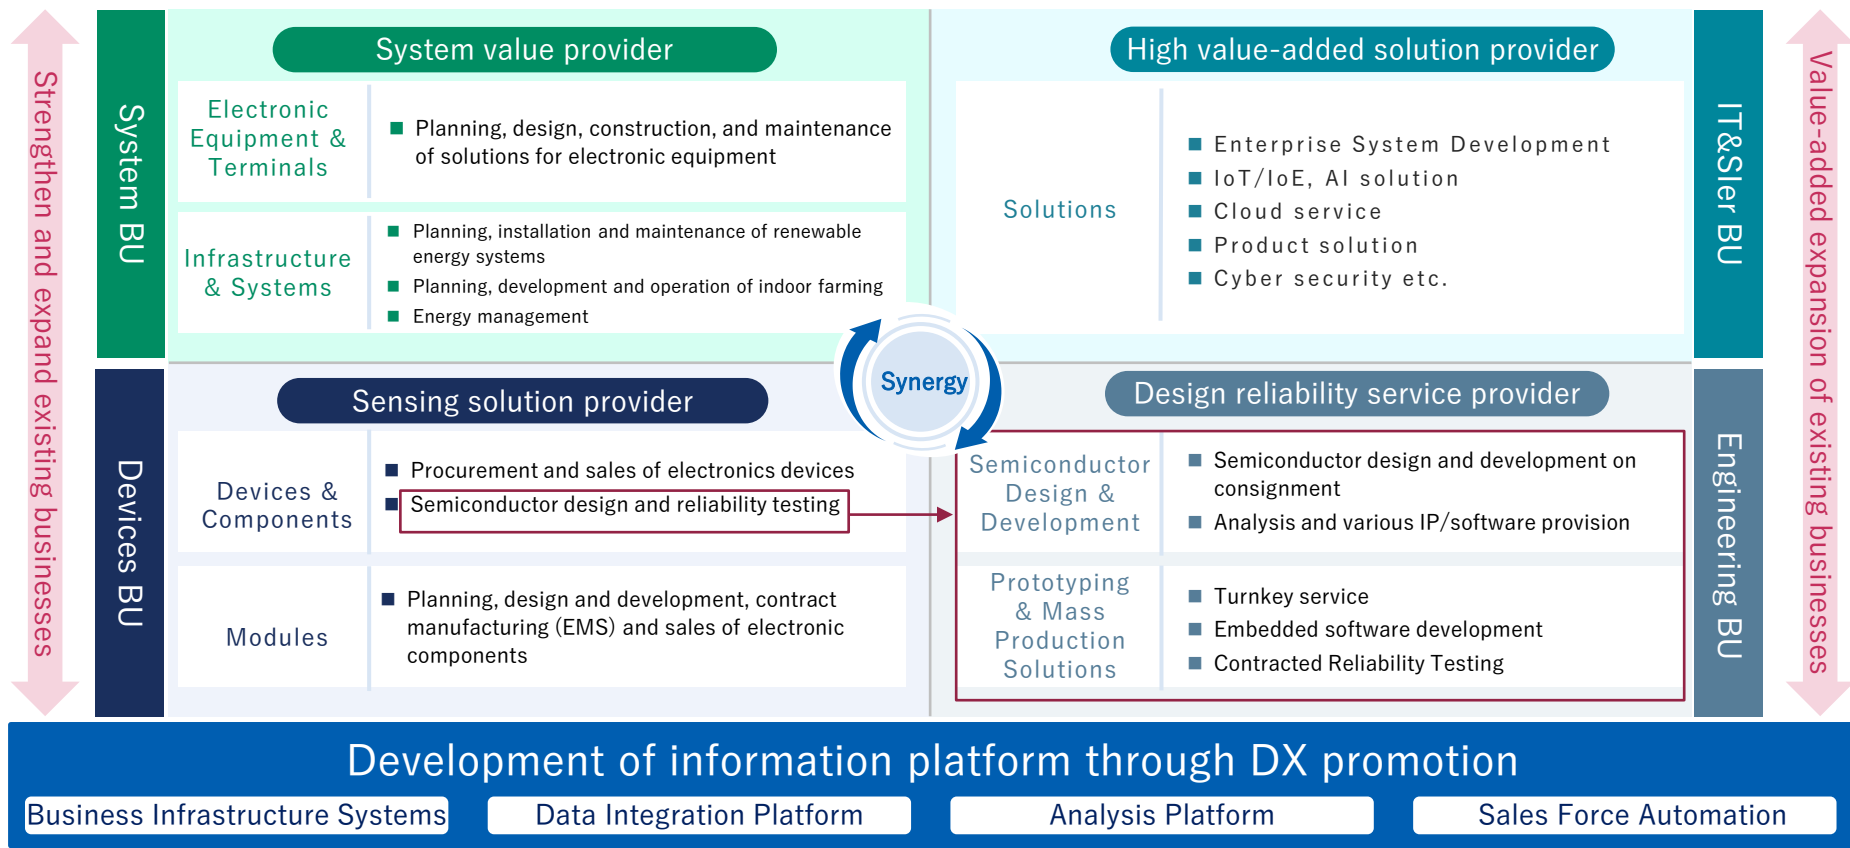 Strengthen and expand existing businesses
System BU
System value provider
Electronic
Equipment &
Terminals
■ Planning, design, construction, and maintenance
of solutions for electronic equipment
Infrastructure
& Systems
■ Planning, installation and maintenance of renewable
energy systems
■ Planning, development and operation of indoor farming
■ Energy management
High value-added solution provider
Solutions
■ Enterprise System Development
■ IoT/IoE, AI solution
■ Cloud service
■ Product solution
■ Cyber security etc.
IT&SIer BU
Value-added expansion of existing businesses
Synergy
Devices BU
Sensing solution provider
Devices &
Components
■ Procurement and sales of electronics devices
■ Semiconductor design and reliability testing
Modules
■ Planning, design and development, contract
manufacturing (EMS) and sales of electronic
components
Design reliability service provider
Semiconductor
Design &
Development
■ Semiconductor design and development on
consignment
■ Analysis and various IP/software provision
Prototyping
& Mass
Production
Solutions
■ Turnkey service
■ Embedded software development
■ Contracted Reliability Testing
Engineering BU
Development of information platform through DX promotion
Business Infrastructure Systems
Data Integration Platform
Analysis Platform
Sales Force Automation